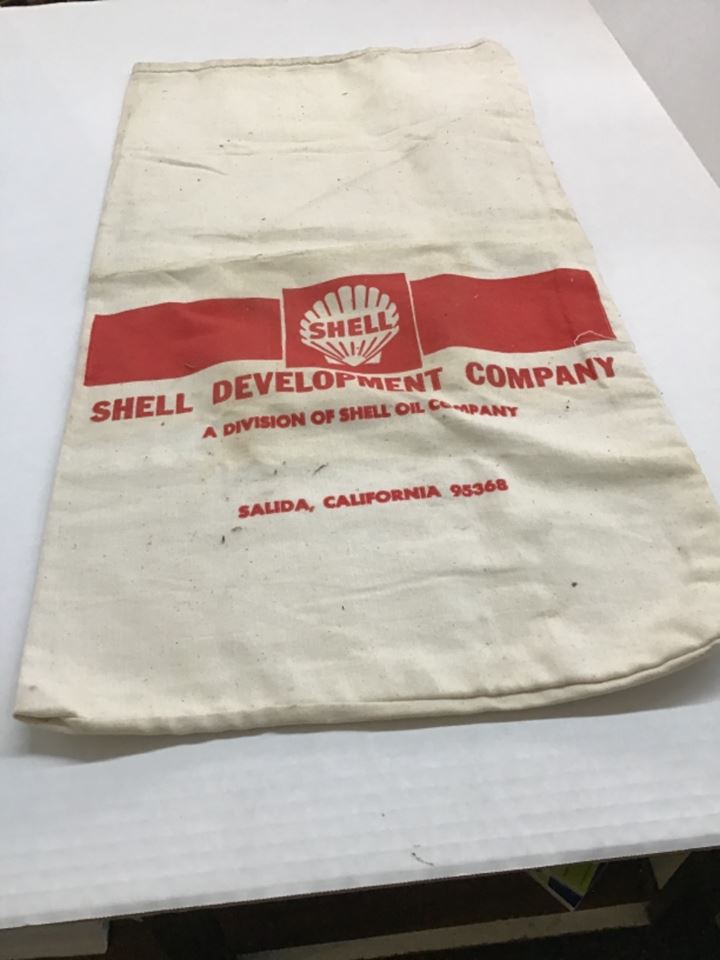 SHELL
SHELL DEVELOPMENT COMPANY
A DIVISION OF SHELL OIL COMPANY
SALIDA, CALIFORNIA 95368